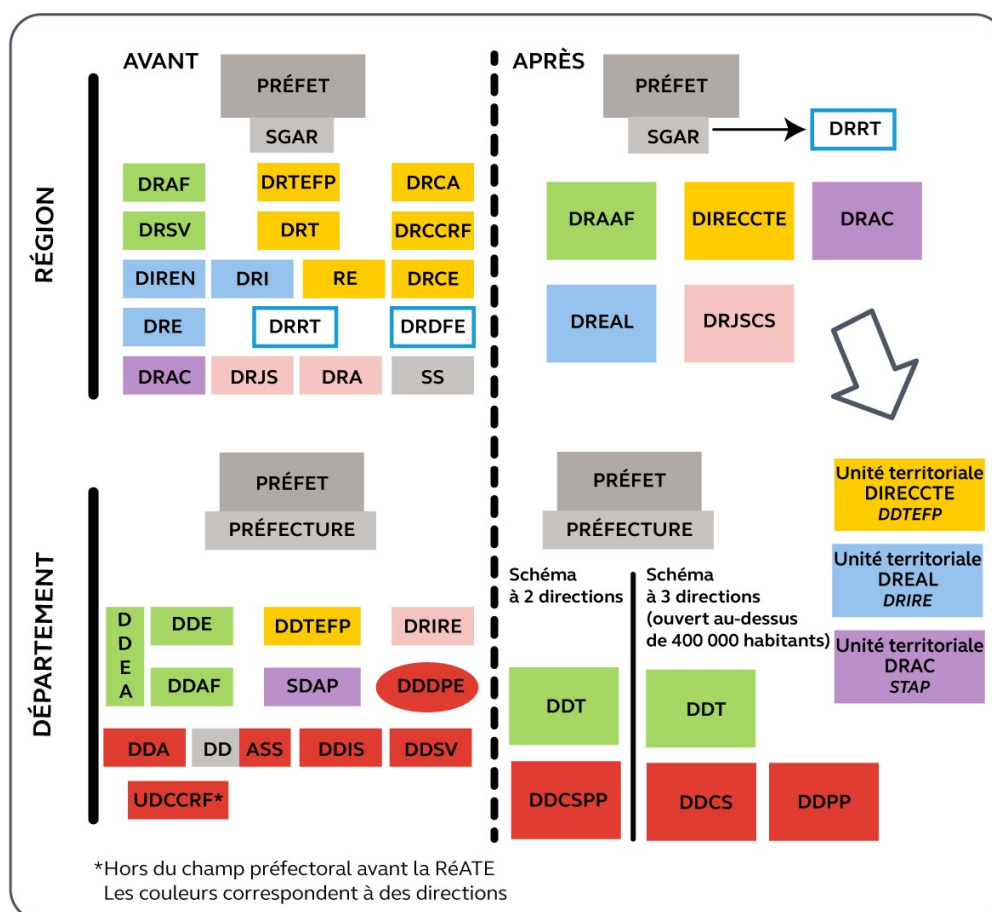 AVANT
APRÈS
RÉGION
PRÉFET
SGAR
DRAF
DRTEFP
DRCA
DRSV
DRT
DRCCRF
DIREN
DRI
RE
DRCE
DRE
DRRT
DRDFE
DRAC
DRJS
DRA
SS
PRÉFET
SGAR
DRRT
DRAAF
DIRECCTE
DRAC
DREAL
DRJSCS
DÉPARTEMENT
PRÉFET
PRÉFECTURE
DDEA
DDE
DDTEFP
DRIRE
DDAF
SDAP
DDDPE
DDA
DD ASS
DDIS
DDSV
UDCCRF*
PRÉFET
PRÉFECTURE
Schéma
à 2 directions
DDT
DDCSPP
Schéma
à 3 directions
(ouvert au-dessus
de 400 000 habitants)
DDT
DDCS
DDPP
Unité territoriale
DIRECCTE
DDTEFP
Unité territoriale
DREAL
DRIRE
Unité territoriale
DRAC
STAP
*Hors du champ préfectoral avant la RéATE
Les couleurs correspondent à des directions